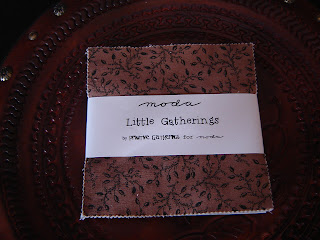 moda
Little Gatherings
by PRIMITIVE GATHERINGS for moda